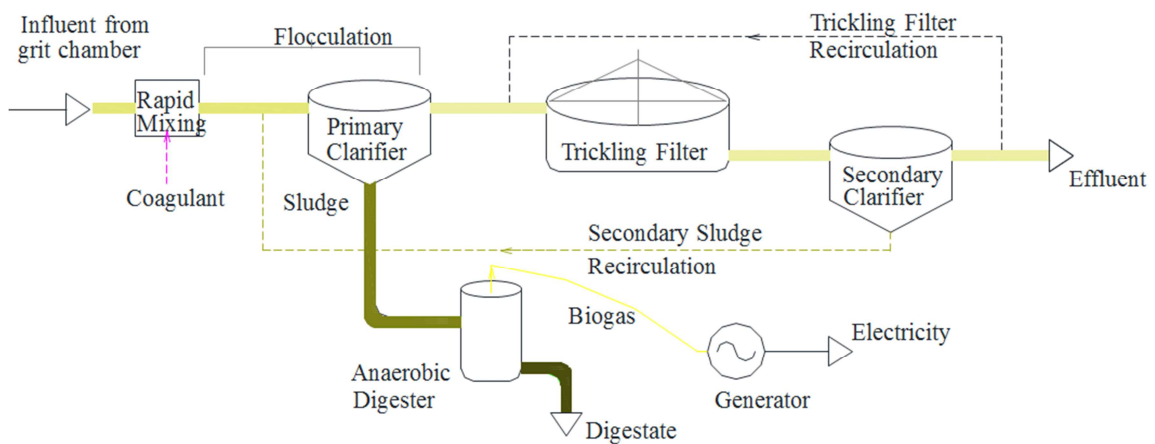 Influent from
grit chamber
Flocculation
Trickling Filter
Recirculation
Rapid
Mixing
Primary
Clarifier
Trickling Filter
Secondary
Clarifier
Effluent
Coagulant
Sludge
Secondary Sludge
Recirculation
Biogas
Electricity
Anaerobic
Digester
Generator
Digestate